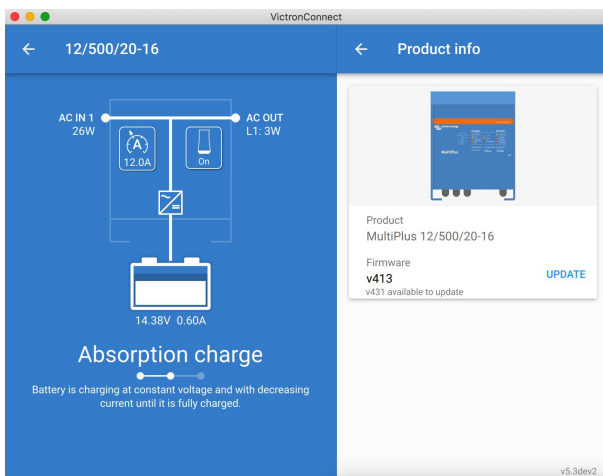 VictronConnect
12/500/20-16
AC IN 1
26W
AC OUT
L1: 3W
A
12.0A
On
14.38V 0.60A
Absorption charge
Battery is charging at constant voltage and with decreasing
current until it is fully charged.
Product info
MultiPlus
Product
MultiPlus 12/500/20-16
Firmware
v413
UPDATE
v431 available to update
v5.3dev2